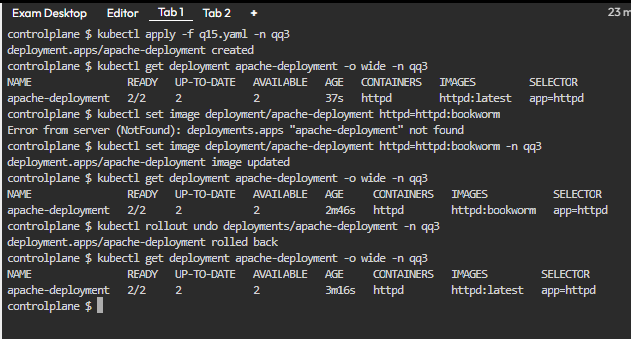 Exam Desktop Editor Tab 1 Tab 2 + 23 m
controlplane $ kubectl apply -f q15.yaml -n qq3
deployment.apps/apache-deployment created
controlplane $ kubectl get deployment apache-deployment -o wide -n qq3
NAME READY UP-TO-DATE AVAILABLE AGE CONTAINERS IMAGES SELECTOR
apache-deployment 2/2 2 2 37s httpd httpd:latest app=httpd
controlplane $ kubectl set image deployment/apache-deployment httpd=httpd:bookworm
Error from server (NotFound): deployments.apps "apache-deployment" not found
controlplane $ kubectl set image deployment/apache-deployment httpd=httpd:bookworm -n qq3
deployment.apps/apache-deployment image updated
controlplane $ kubectl get deployment apache-deployment -o wide -n qq3
NAME READY UP-TO-DATE AVAILABLE AGE CONTAINERS IMAGES SELECTOR
apache-deployment 2/2 2 2 2m46s httpd httpd:bookworm app=httpd
controlplane $ kubectl rollout undo deployments/apache-deployment -n qq3
deployment.apps/apache-deployment rolled back
controlplane $ kubectl get deployment apache-deployment -o wide -n qq3
NAME READY UP-TO-DATE AVAILABLE AGE CONTAINERS IMAGES SELECTOR
apache-deployment 2/2 2 2 3m16s httpd httpd:latest app=httpd
controlplane $